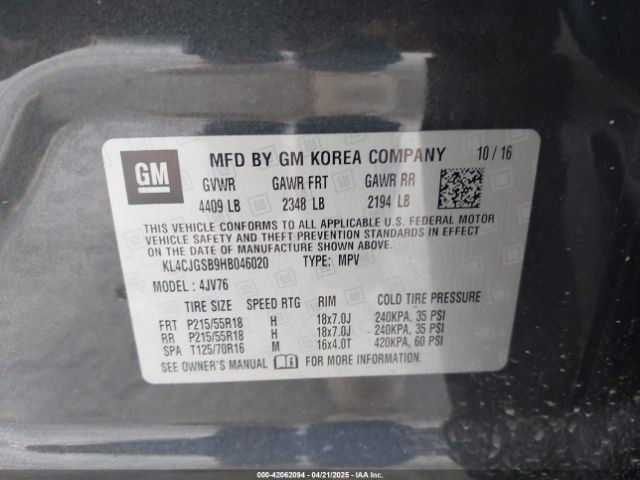 GM
MFD BY GM KOREA COMPANY 10 / 16
GVWR GAWR FRT GAWR RR
4409 LB 2348 LB 2194 LB
THIS VEHICLE CONFORMS TO ALL APPLICABLE U.S. FEDERAL MOTOR
VEHICLE SAFETY AND THEFT PREVENTION STANDARDS IN EFFECT ON
THE DATE OF MANUFACTURE SHOWN ABOVE.
KL4CJGSB9HB046020 TYPE: MPV
MODEL : 4JV76
TIRE SIZE SPEED RTG RIM COLD TIRE PRESSURE
FRT P215/55R18 H 18x7.0J 240KPA, 35 PSI
RR P215/55R18 H 18x7.0J 240KPA, 35 PSI
SPA T125/70R16 M 16x4.0T 420KPA, 60 PSI
SEE OWNER'S MANUAL FOR MORE INFORMATION.
000-42062094 - 04/21/2025 - IAAI.com